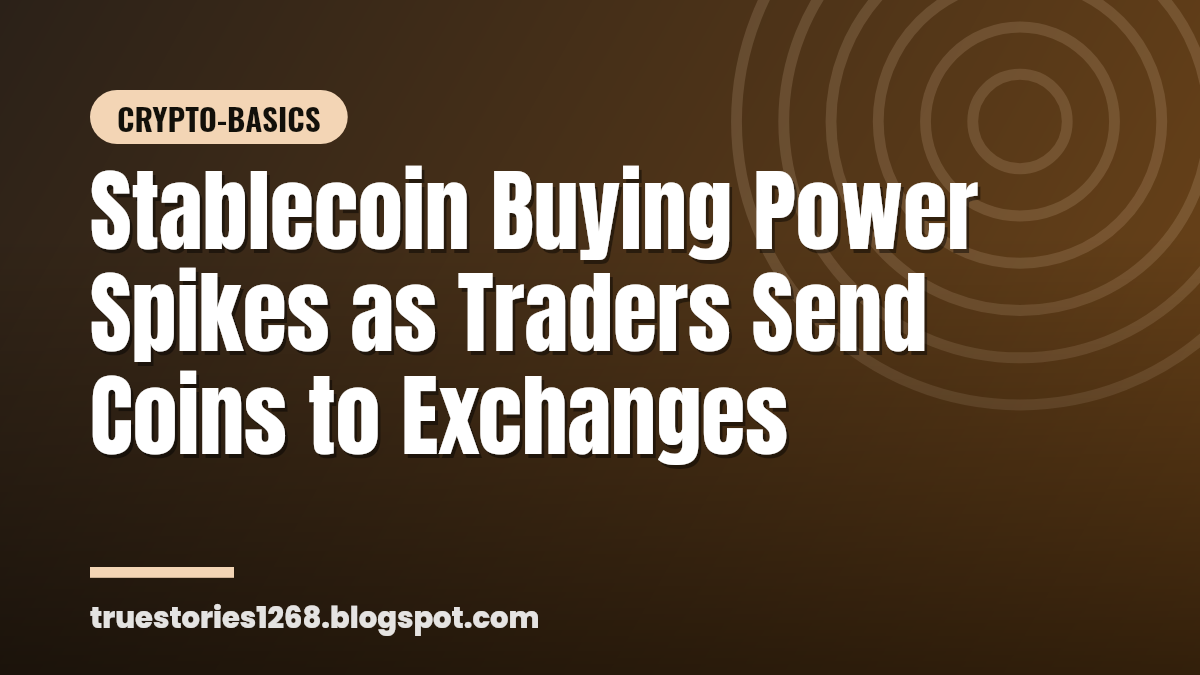 CRYPTO-BASICS
Stablecoin Buying Power
Spikes as Traders Send
Coins to Exchanges
truestories1268.blogspot.com